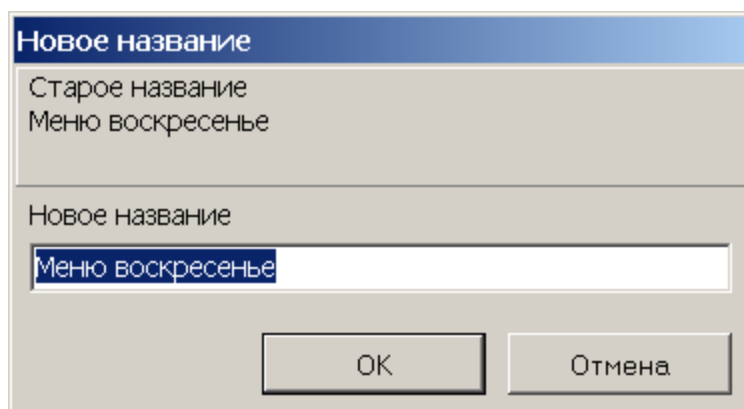 Новое название
Старое название
Меню воскресенье
Новое название
Меню воскресенье
OK
Отмена